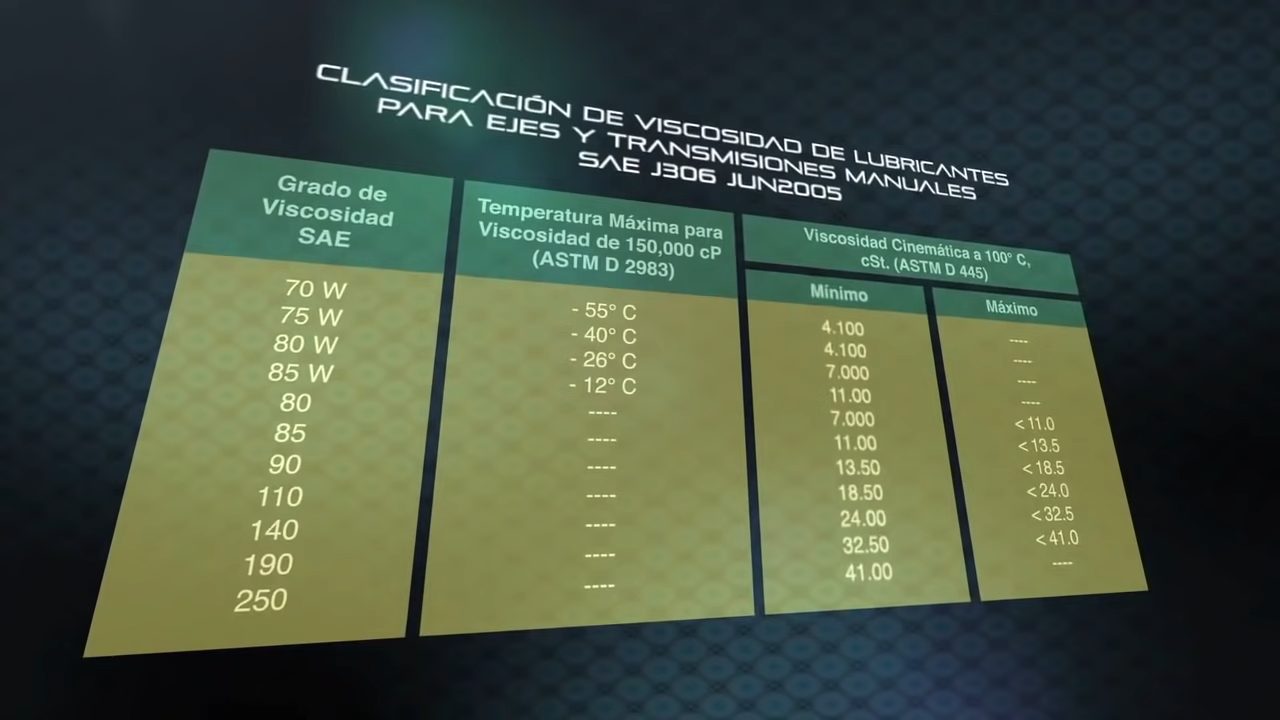 CLASIFICACIÓN DE VISCOSIDAD DE LUBRICANTES
PARA EJES Y TRANSMISIONES MANUALES
SAE J306 JUN2005
Grado de
Viscosidad
SAE
Temperatura Máxima para
Viscosidad de 150,000 cP
(ASTM D 2983)
Viscosidad Cinemática a 100° C,
cSt. (ASTM D 445)
Mínimo
Máximo
70 W - 55° C 4.100 ----
75 W - 40° C 4.100 ----
80 W - 26° C 7.000 ----
85 W - 12° C 11.00 ----
80 ---- 7.000 < 11.0
85 ---- 11.00 < 13.5
90 ---- 13.50 < 18.5
110 ---- 18.50 < 24.0
140 ---- 24.00 < 32.5
190 ---- 32.50 < 41.0
250 ---- 41.00 ----